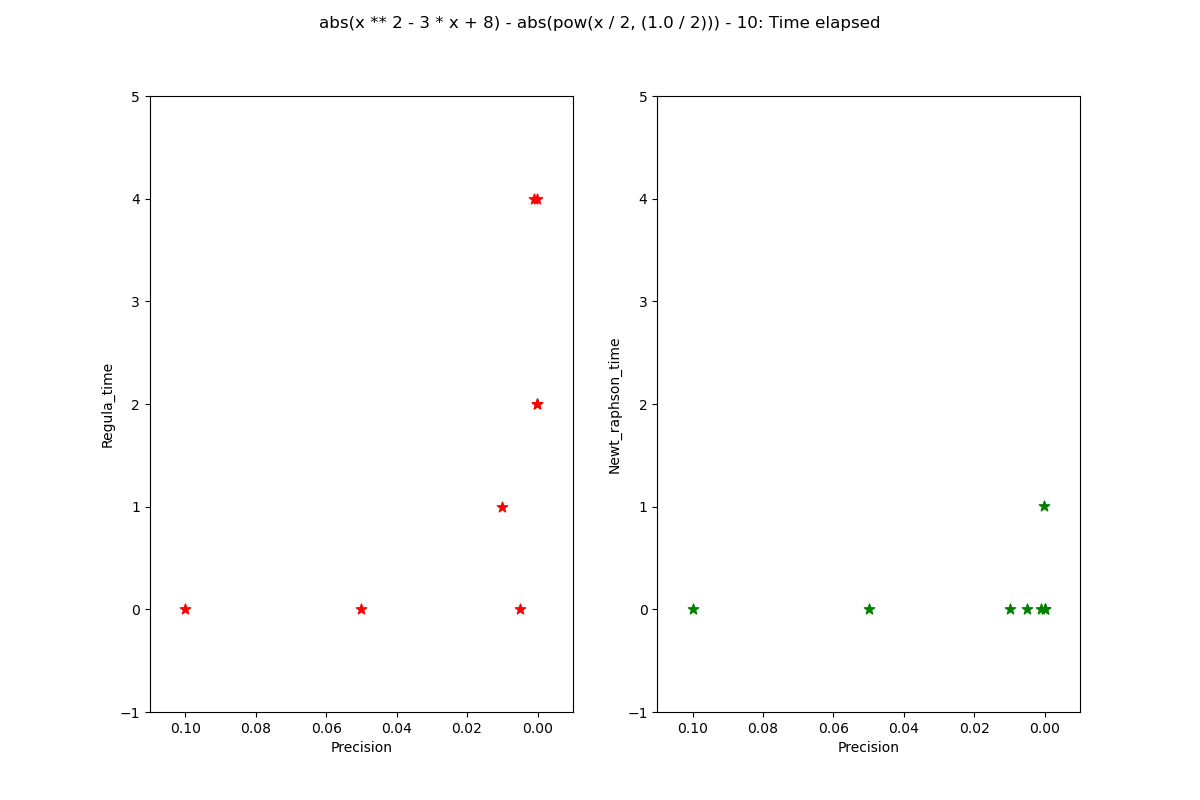 abs(x ** 2 - 3 * x + 8) - abs(pow(x / 2, (1.0 / 2))) - 10: Time elapsed
5
4
3
2
1
0
−1
Regula_time
0.10 0.08 0.06 0.04 0.02 0.00
Precision
5
4
3
2
1
0
−1
Newt_raphson_time
0.10 0.08 0.06 0.04 0.02 0.00
Precision